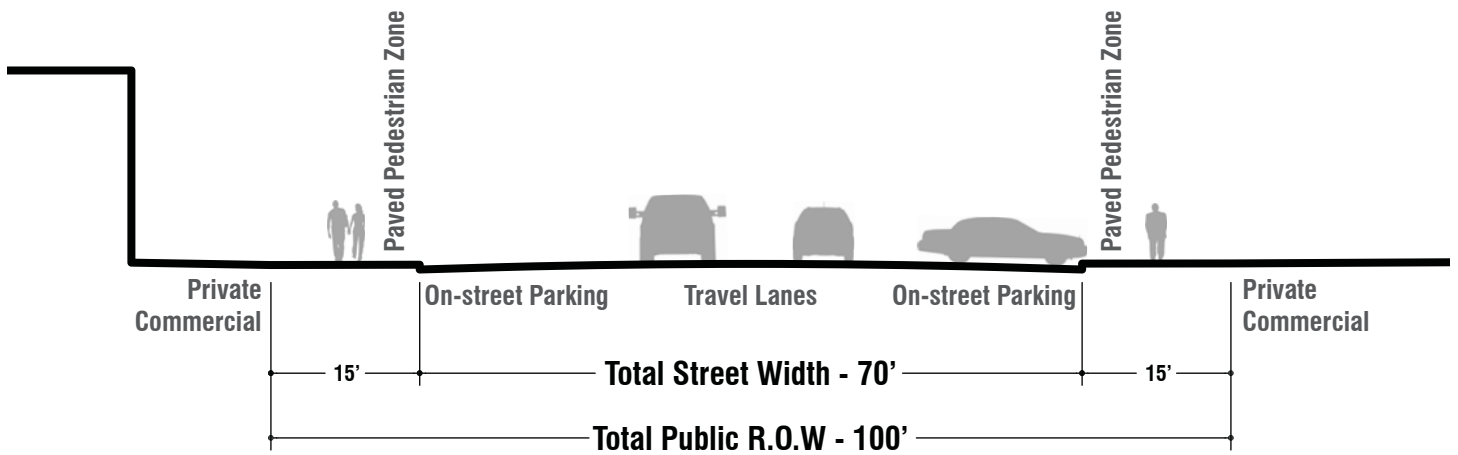 Paved Pedestrian Zone
Paved Pedestrian Zone
Private
Commercial
On-street Parking
Travel Lanes
On-street Parking
Private
Commercial
15’
Total Street Width - 70’
15’
Total Public R.O.W - 100’